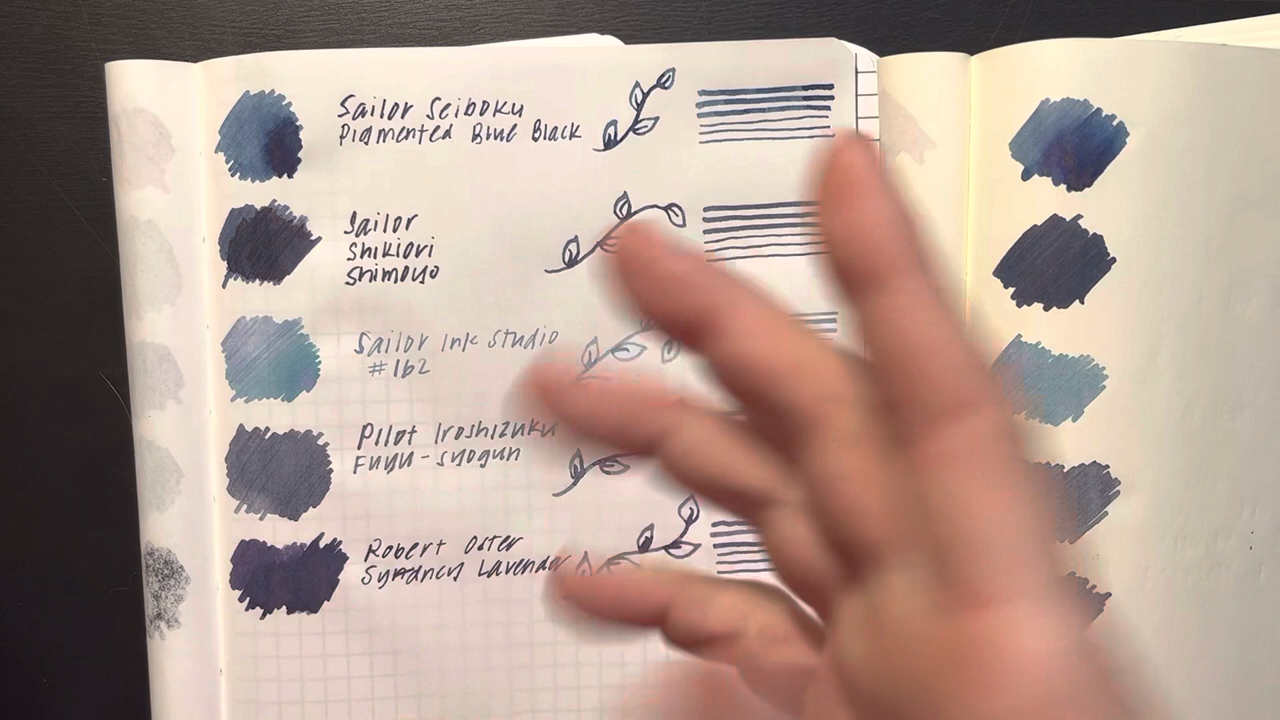 Sailor Seiboku
Pigmented Blue Black
Sailor
Shikiori
Shimoyo
Sailor Ink Studio
#162
Pilot Iroshizuku
Fuyu-syogun
Robert Oster
Lavender